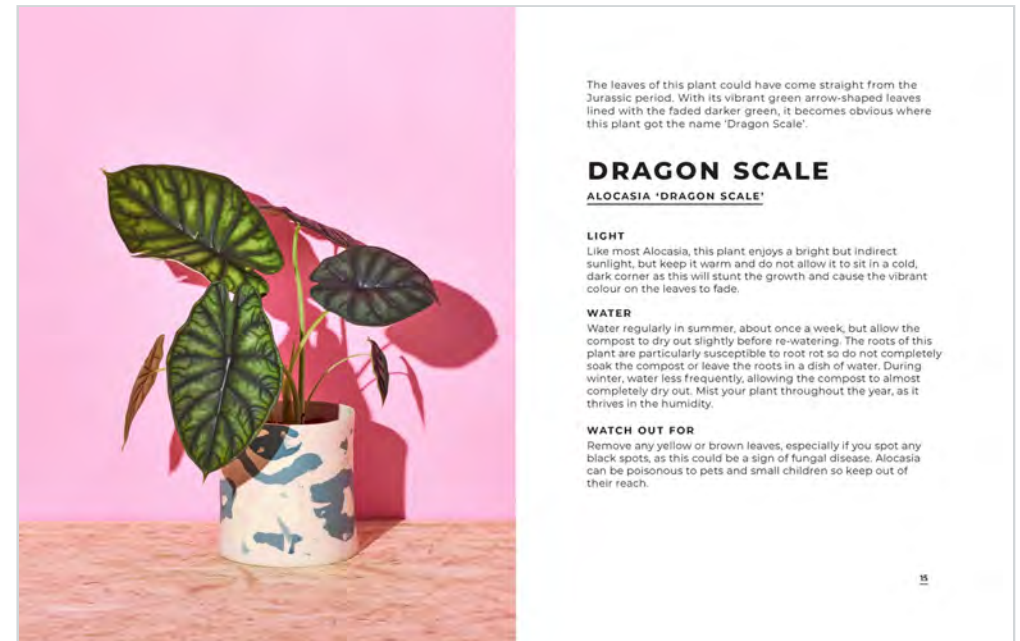 The leaves of this plant could have come straight from the
Jurassic period. With its vibrant green arrow-shaped leaves
lined with the faded darker green, it becomes obvious where
this plant got the name ‘Dragon Scale’.
DRAGON SCALE
ALOCASIA ‘DRAGON SCALE’
LIGHT
Like most Alocasia, this plant enjoys a bright but indirect
sunlight, but keep it warm and do not allow it to sit in a cold,
dark corner as this will stunt the growth and cause the vibrant
colour on the leaves to fade.
WATER
Water regularly in summer, about once a week, but allow the
compost to dry out slightly before re-watering. The roots of this
plant are particularly susceptible to root rot so do not completely
soak the compost or leave the roots in a dish of water. During
winter, water less frequently, allowing the compost to almost
completely dry out. Mist your plant throughout the year, as it
thrives in the humidity.
WATCH OUT FOR
Remove any yellow or brown leaves, especially if you spot any
black spots, as this could be a sign of fungal disease. Alocasia
can be poisonous to pets and small children so keep out of
their reach.
15